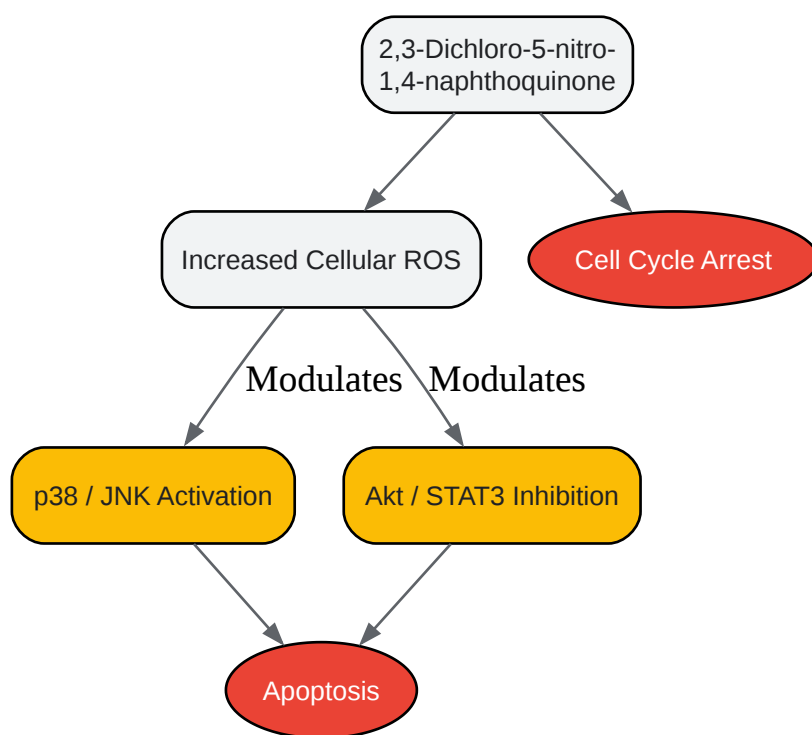 2,3-Dichloro-5-nitro-
1,4-naphthoquinone
Increased Cellular ROS
Cell Cycle Arrest
Modulates
Modulates
p38 / JNK Activation
Akt / STAT3 Inhibition
Apoptosis